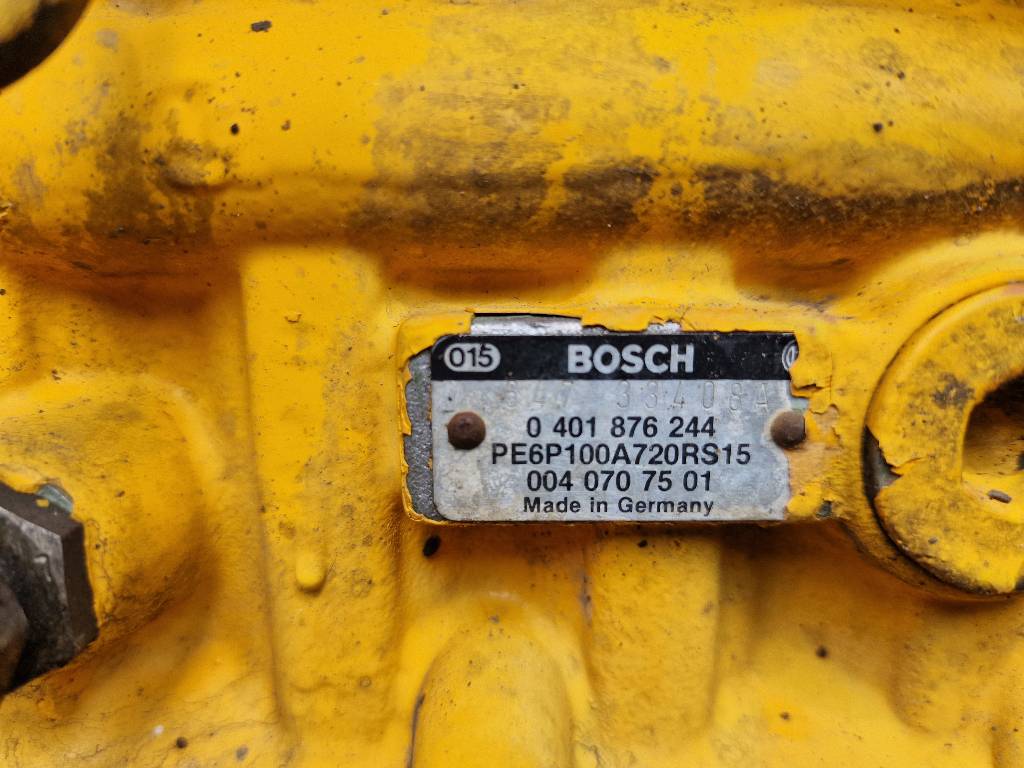 015 BOSCH
0 401 876 244
PE6P100A720RS15
004 070 75 01
Made in Germany